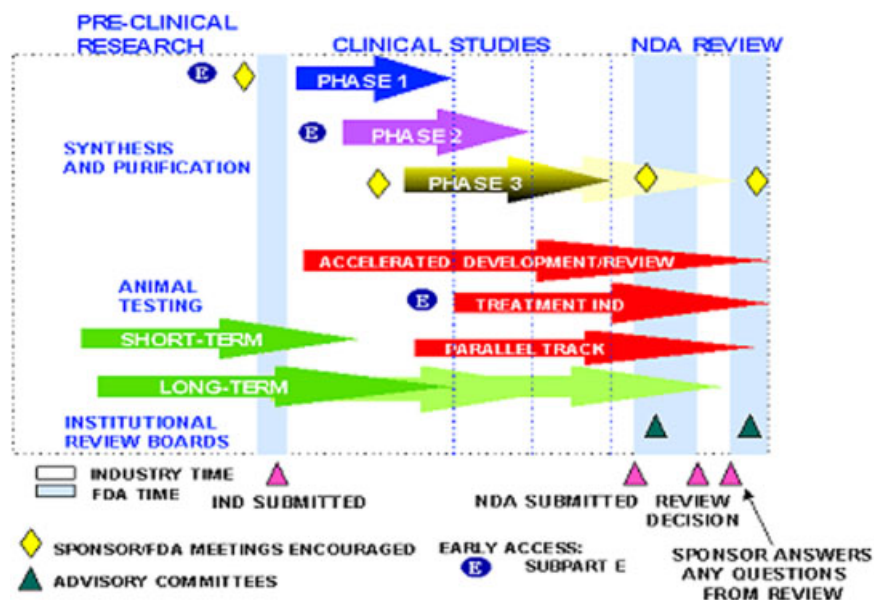 PRE-CLINICAL
RESEARCH
CLINICAL STUDIES
NDA REVIEW
E
PHASE 1
E
PHASE 2
SYNTHESIS
AND PURIFICATION
PHASE 3
ACCELERATED DEVELOPMENT/REVIEW
ANIMAL
TESTING
E
TREATMENT IND
SHORT-TERM
PARALLEL TRACK
LONG-TERM
INSTITUTIONAL
REVIEW BOARDS
INDUSTRY TIME
FDA TIME
IND SUBMITTED
NDA SUBMITTED
REVIEW
DECISION
SPONSOR/FDA MEETINGS ENCOURAGED
ADVISORY COMMITTEES
EARLY ACCESS:
E SUBPART E
SPONSOR ANSWERS
ANY QUESTIONS
FROM REVIEW